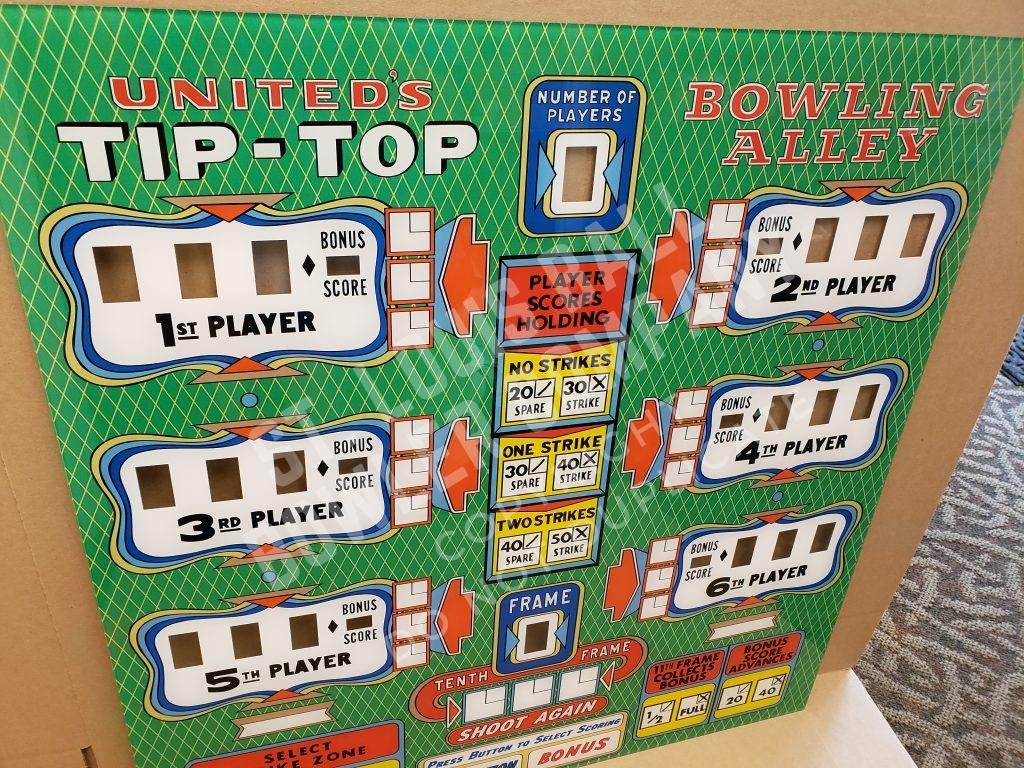 UNITED'S
TIP-TOP
NUMBER OF
PLAYERS
BOWLING
ALLEY
BONUS
SCORE
1ST PLAYER
PLAYER
SCORES
HOLDING
BONUS
SCORE
2ND PLAYER
NO STRIKES
20 30
SPARE STRIKE
BONUS
SCORE
3RD PLAYER
ONE STRIKE
30 40
SPARE STRIKE
BONUS
SCORE
4TH PLAYER
TWO STRIKES
40 50
SPARE STRIKE
BONUS
SCORE
5TH PLAYER
FRAME
BONUS
SCORE
6TH PLAYER
TENTH FRAME
SHOOT AGAIN
11TH FRAME
COLLECTS
BONUS
1/2 FULL
BONUS
SCORE
ADVANCES
20 40
SELECT
ZONE
PRESS BUTTON TO SELECT SCORING
BONUS